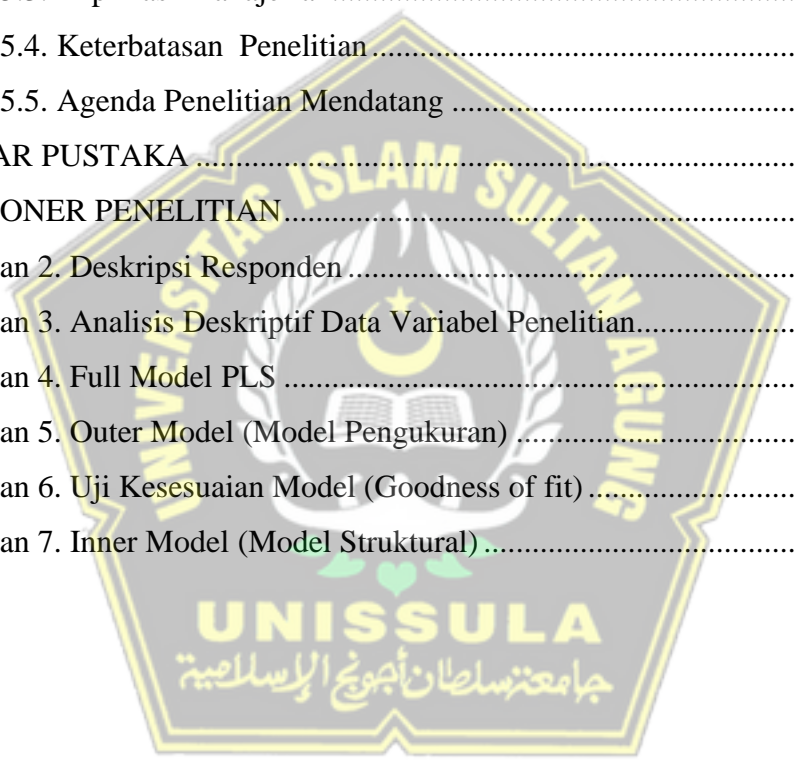 5.4. Keterbatasan Penelitian ........................................................
5.5. Agenda Penelitian Mendatang ..............................................
AR PUSTAKA ................................................................................
ONER PENELITIAN ....................................................................
an 2. Deskripsi Responden ............................................................
an 3. Analisis Deskriptif Data Variabel Penelitian......................
an 4. Full Model PLS ....................................................................
an 5. Outer Model (Model Pengukuran) ......................................
an 6. Uji Kesesuaian Model (Goodness of fit) ............................
an 7. Inner Model (Model Struktural) ..........................................
UNIVERSITAS ISLAM SULTAN AGUNG
UNISSULA
جامعة سلطان أجونج الإسلامية